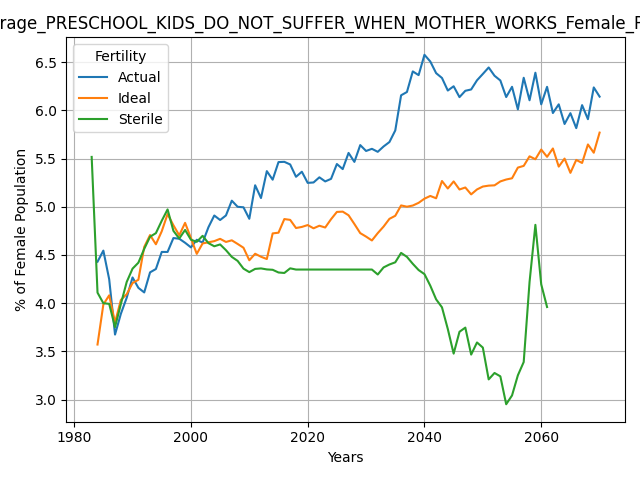 rage_PRESCHOOL_KIDS_DO_NOT_SUFFER_WHEN_MOTHER_WORKS_Female_F
Fertility
Actual
Ideal
Sterile
% of Female Population
6.5
6.0
5.5
5.0
4.5
4.0
3.5
3.0
1980 2000 2020 2040 2060
Years